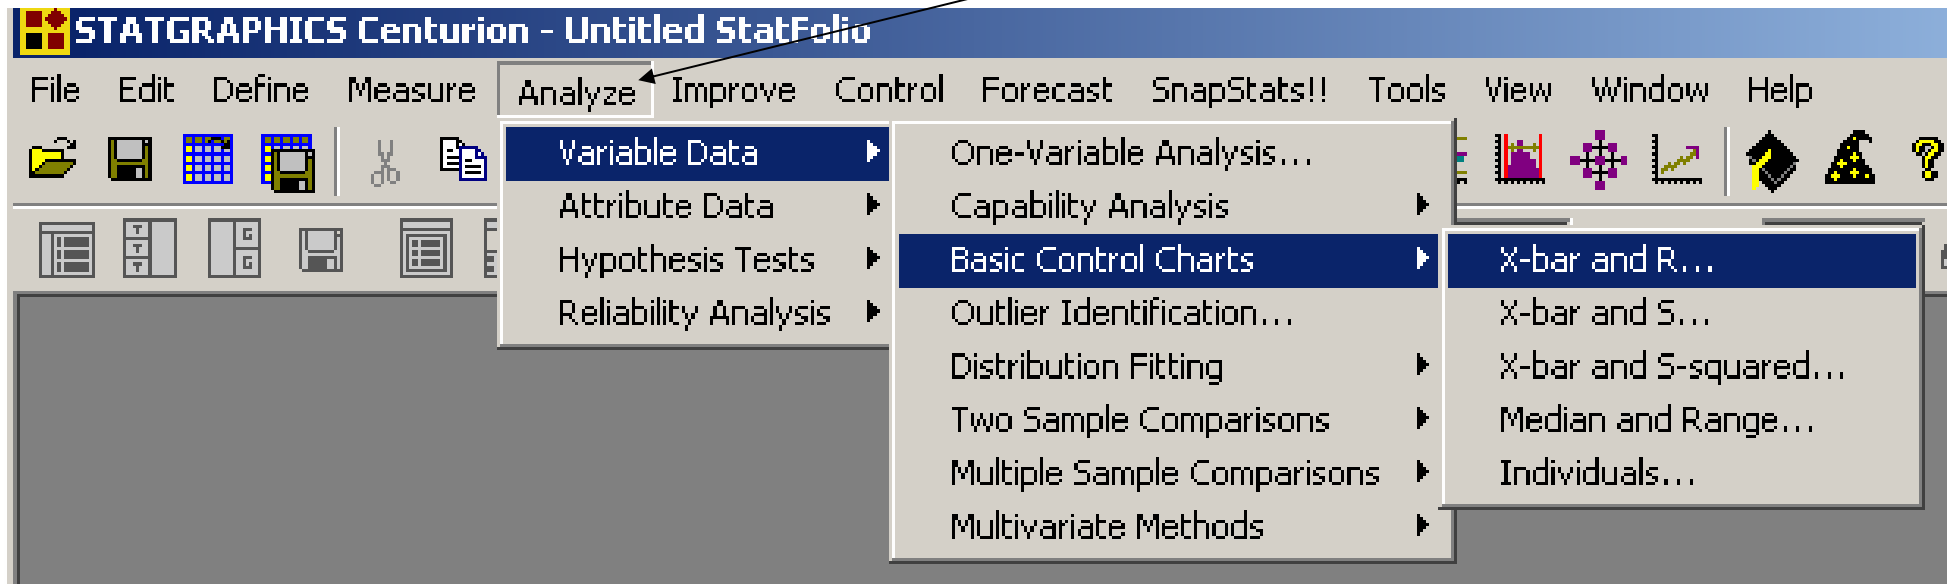 STATGRAPHICS Centurion - Untitled StatFolio
File Edit Define Measure Analyze Improve Control Forecast SnapStats!! Tools View Window Help
Variable Data
Attribute Data
Hypothesis Tests
Reliability Analysis
One-Variable Analysis...
Capability Analysis
Basic Control Charts
Outlier Identification...
Distribution Fitting
Two Sample Comparisons
Multiple Sample Comparisons
Multivariate Methods
X-bar and R...
X-bar and S...
X-bar and S-squared...
Median and Range...
Individuals...